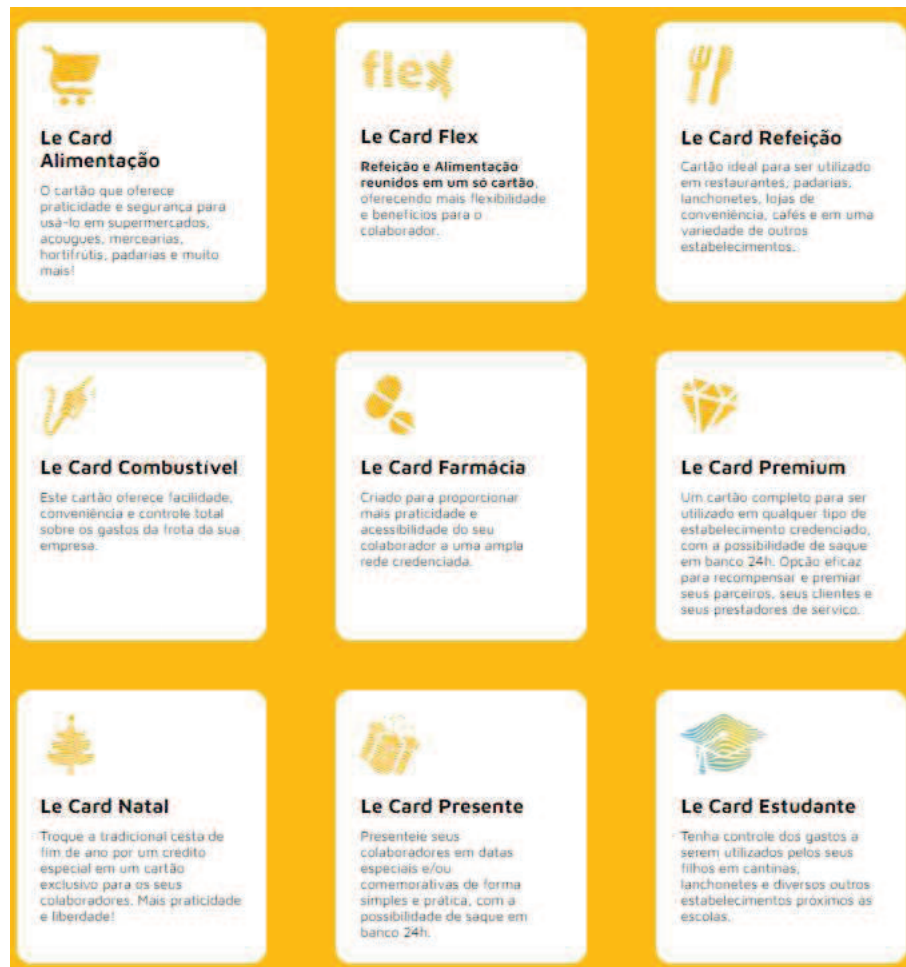 Le Card
Alimentação
O cartão que oferece
praticidade e segurança para
usá-lo em supermercados,
açougues, mercearias,
hortifrútis, padarias e muito
mais!
flex
Le Card Flex
Refeição e Alimentação
reunidos em um só cartão,
oferecendo mais flexibilidade
e benefícios para o
colaborador.
Le Card Refeição
Cartão ideal para ser utilizado
em restaurantes, padarias,
lanchonetes, lojas de
conveniência, cafés e em uma
variedade de outros
estabelecimentos.
Le Card Combustível
Este cartão oferece facilidade,
conveniência e controle total
sobre os gastos da frota da sua
empresa.
Le Card Farmácia
Criado para proporcionar
mais praticidade e
acessibilidade do seu
colaborador a uma ampla
rede credenciada.
Le Card Premium
Um cartão completo para ser
utilizado em qualquer tipo de
estabelecimento credenciado,
com a possibilidade de saque
em banco 24h. Opção eficaz
para recompensar e premiar
seus parceiros, seus clientes e
seus prestadores de serviço.
Le Card Natal
Troque a tradicional cesta de
fim de ano por um crédito
especial em um cartão
exclusivo para os seus
colaboradores. Mais praticidade
e liberdade!
Le Card Presente
Presenteie seus
colaboradores em datas
especiais e/ou
comemorativas de forma
simples e prática, com a
possibilidade de saque em
banco 24h.
Le Card Estudante
Tenha controle dos gastos a
serem utilizados pelos seus
filhos em cantinas,
lanchonetes e diversos outros
estabelecimentos próximos às
escolas.